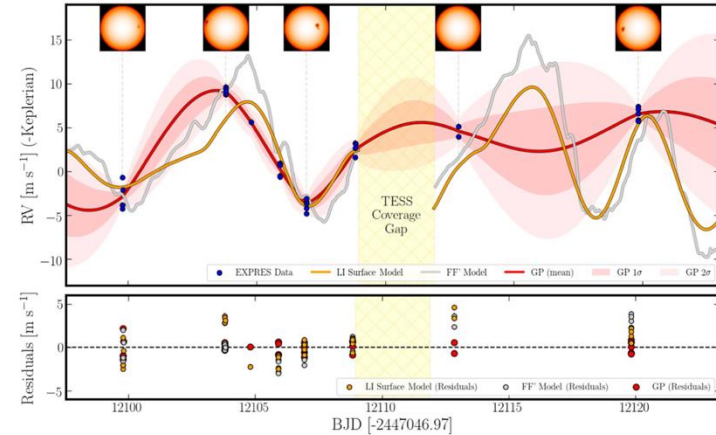 RV [m s⁻¹] (-Keplerian)
15
10
5
0
−5
−10
TESS
Coverage
Gap
EXPRES Data
LI Surface Model
FF' Model
GP (mean)
GP 1σ
GP 2σ
Residuals [m s⁻¹]
5
0
−5
LI Surface Model (Residuals)
FF' Model (Residuals)
GP (Residuals)
12100
12105
12110
12115
12120
BJD [-2447046.97]